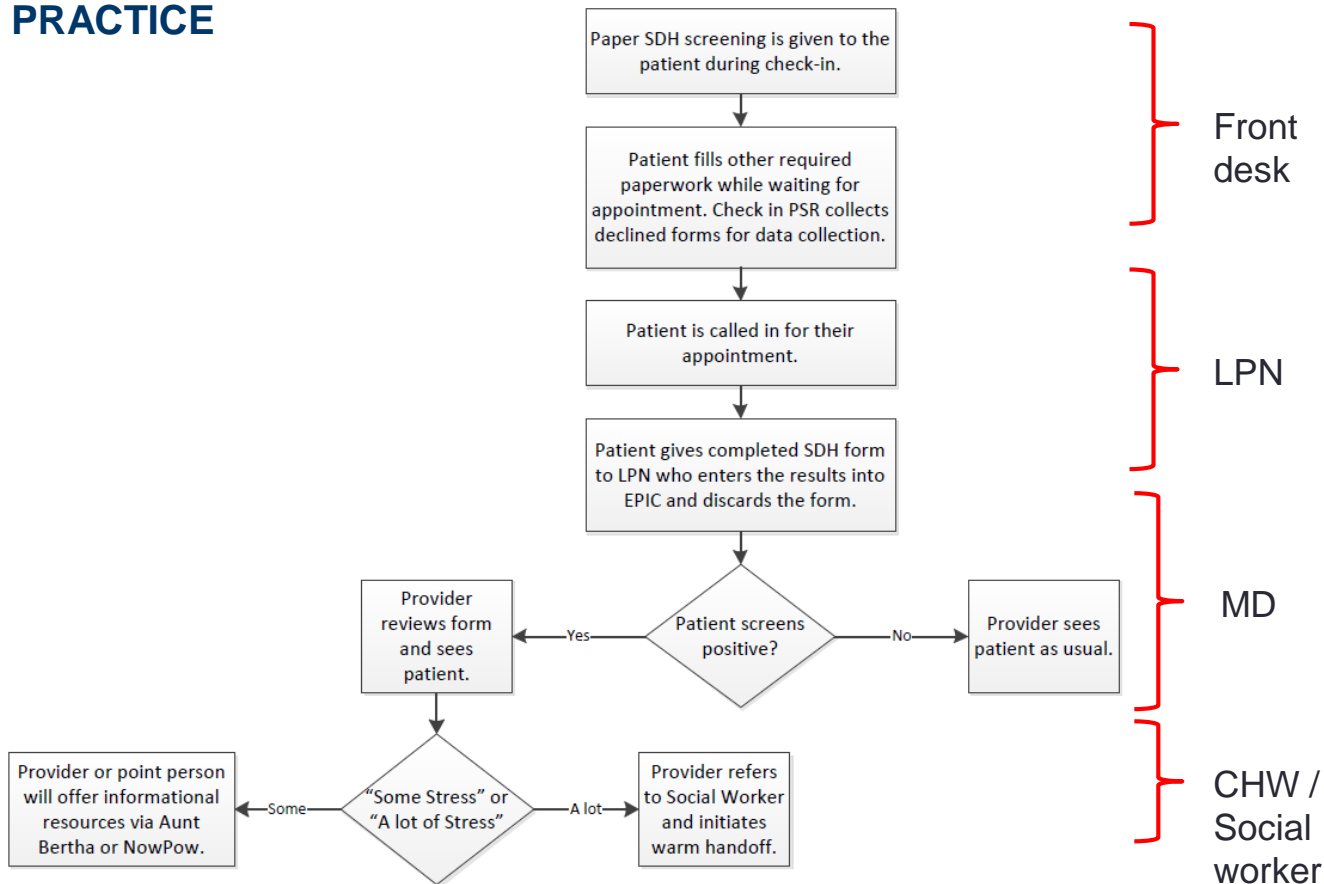 PRACTICE
Paper SDH screening is given to the
patient during check-in.
Front
desk
Patient fills other required
paperwork while waiting for
appointment. Check in PSR collects
declined forms for data collection.
Patient is called in for their
appointment.
LPN
Patient gives completed SDH form
to LPN who enters the results into
EPIC and discards the form.
Provider
reviews form
and sees
patient.
Yes
Patient screens
positive?
No
Provider sees
patient as usual.
MD
Provider or point person
will offer informational
resources via Aunt
Bertha or NowPow.
Some
“Some Stress” or
“A lot of Stress”
A lot
Provider refers
to Social Worker
and initiates
warm handoff.
CHW /
Social
worker